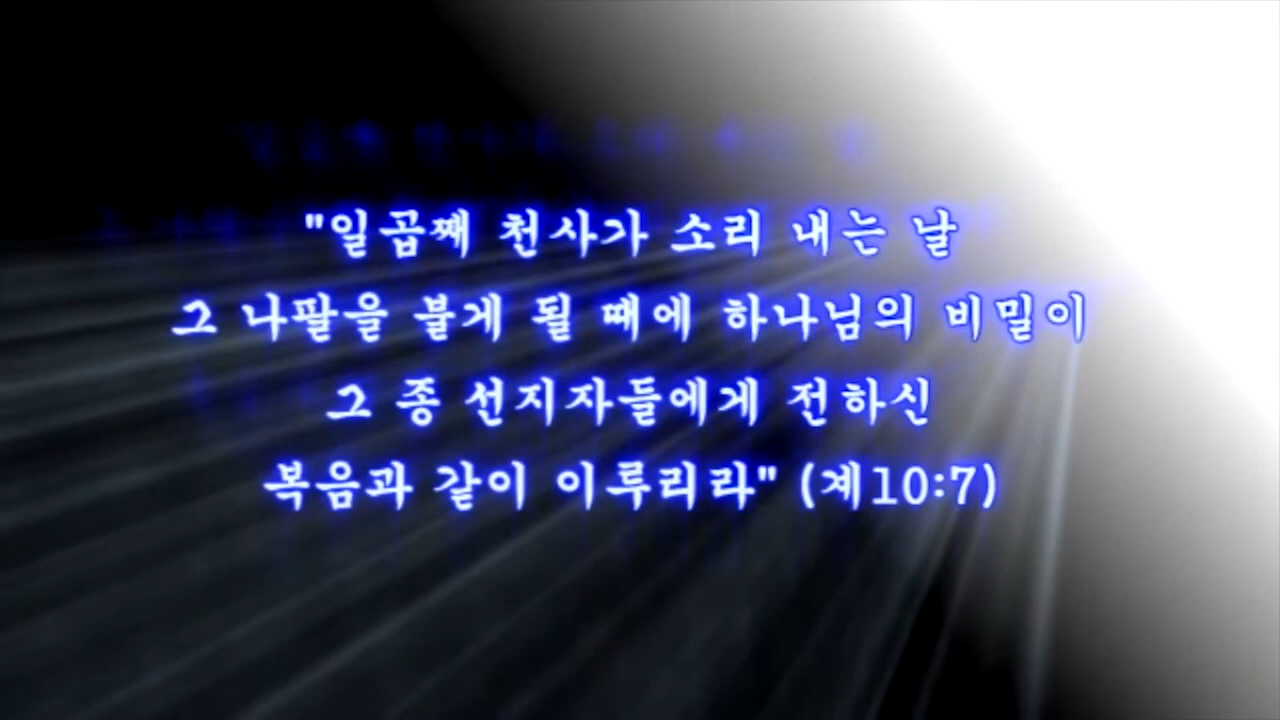 "일곱째 천사가 소리 내는 날
그 나팔을 불게 될 때에 하나님의 비밀이
그 종 선지자들에게 전하신
복음과 같이 이루리라" (계10:7)